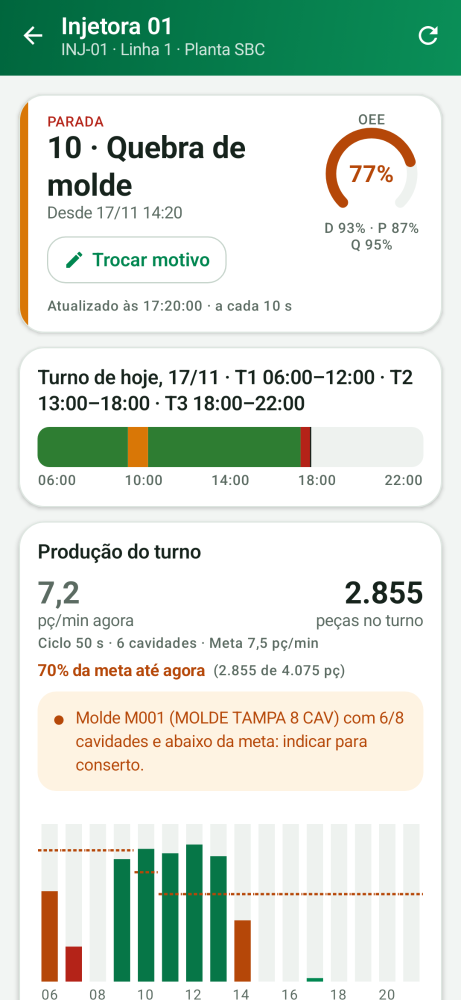 Injetora 01
INJ-01 · Linha 1 · Planta SBC
PARADA
10 · Quebra de
molde
Desde 17/11 14:20
Trocar motivo
Atualizado às 17:20:00 · a cada 10 s
OEE
77%
D 93% · P 87%
Q 95%
Turno de hoje, 17/11 · T1 06:00–12:00 · T2
13:00–18:00 · T3 18:00–22:00
06:00 10:00 14:00 18:00 22:00
Produção do turno
7,2 2.855
pç/min agora peças no turno
Ciclo 50 s · 6 cavidades · Meta 7,5 pç/min
70% da meta até agora (2.855 de 4.075 pç)
Molde M001 (MOLDE TAMPA 8 CAV) com 6/8
cavidades e abaixo da meta: indicar para
conserto.
06 08 10 12 14 16 18 20